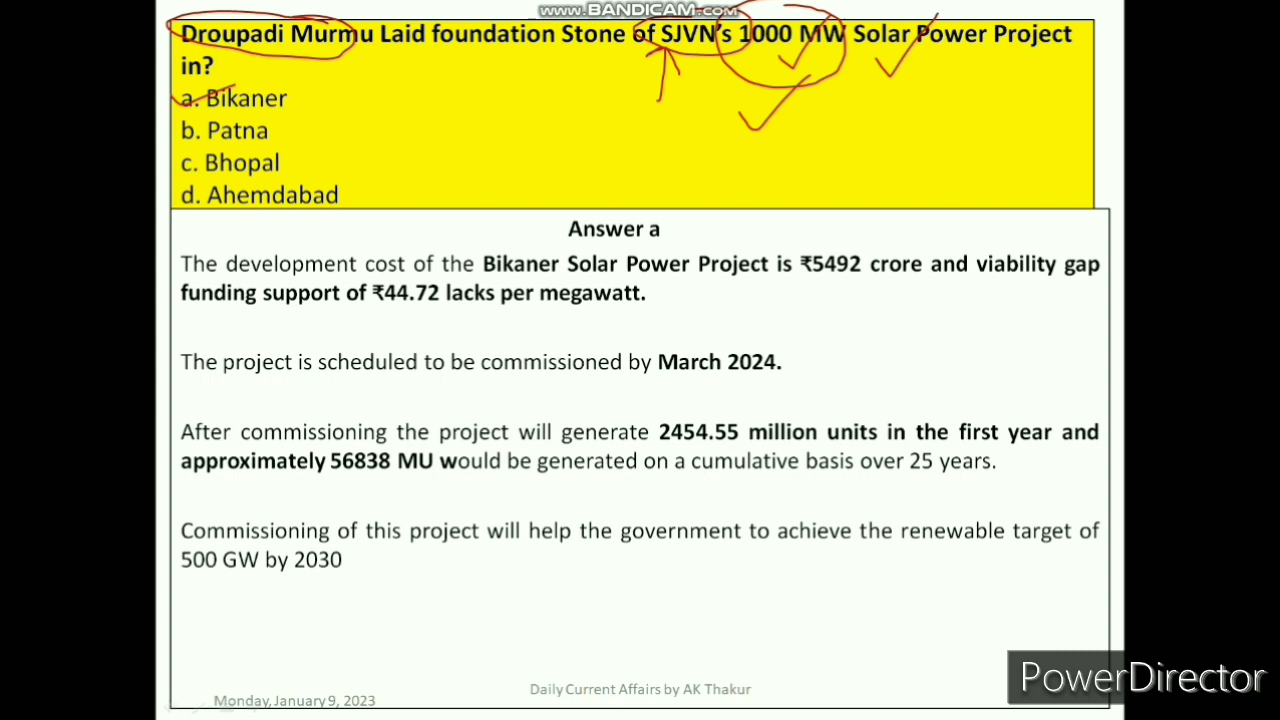 www.BANDICAM.com
Droupadi Murmu Laid foundation Stone of SJVN's 1000 MW Solar Power Project
in?
a. Bikaner
b. Patna
c. Bhopal
d. Ahemdabad
Answer a
The development cost of the Bikaner Solar Power Project is ₹5492 crore and viability gap
funding support of ₹44.72 lacks per megawatt.
The project is scheduled to be commissioned by March 2024.
After commissioning the project will generate 2454.55 million units in the first year and
approximately 56838 MU would be generated on a cumulative basis over 25 years.
Commissioning of this project will help the government to achieve the renewable target of
500 GW by 2030
Monday, January 9, 2023
Daily Current Affairs by AK Thakur
PowerDirector